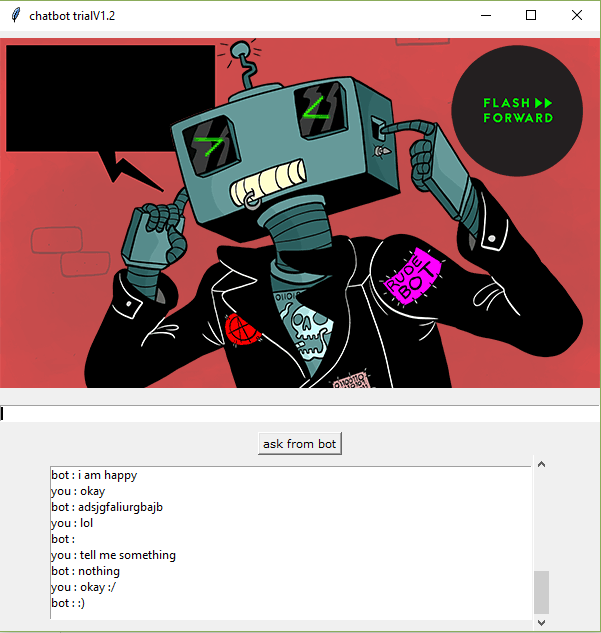 chatbot trialV1.2
FLASH
FORWARD
RUDE
BOT
ask from bot
bot : i am happy
you : okay
bot : adsjgfaliurgbajb
you : lol
bot :
you : tell me something
bot : nothing
you : okay :/
bot : :)